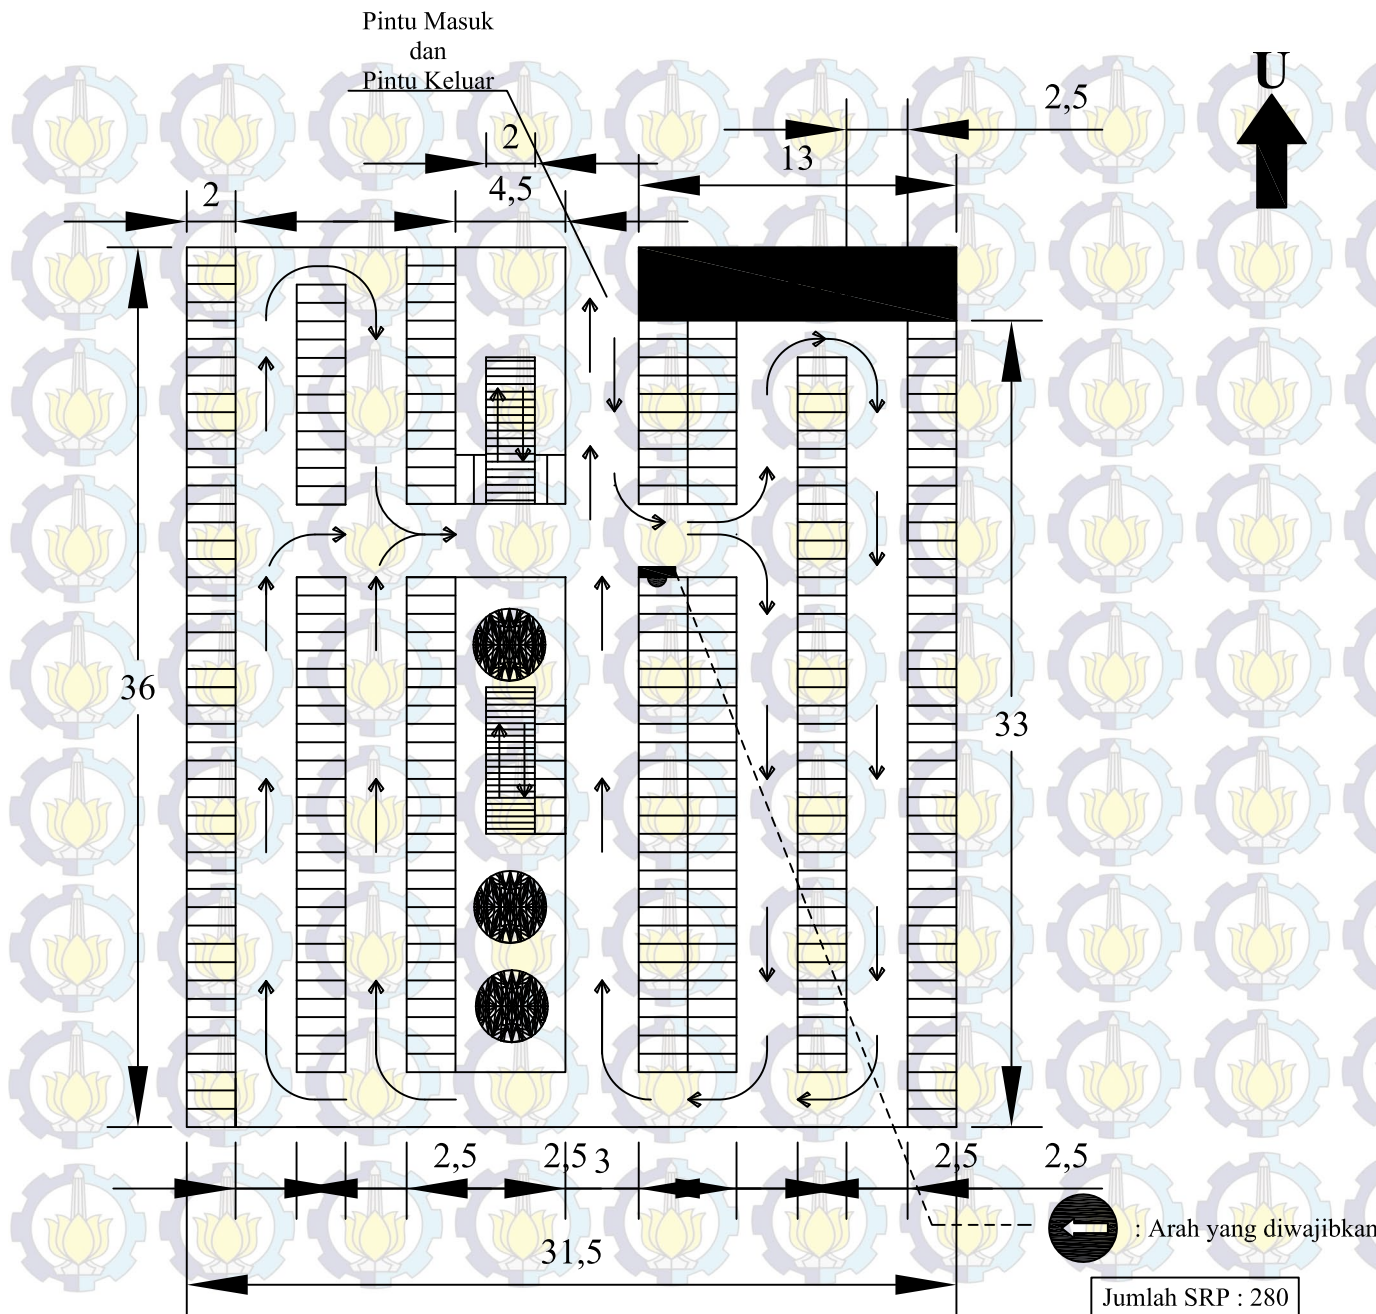 Pintu Masuk
dan
Pintu Keluar
U
2,5
2
13
2
4,5
36
33
2,5
2,5
3
2,5
2,5
31,5
: Arah yang diwajibkan
Jumlah SRP : 280